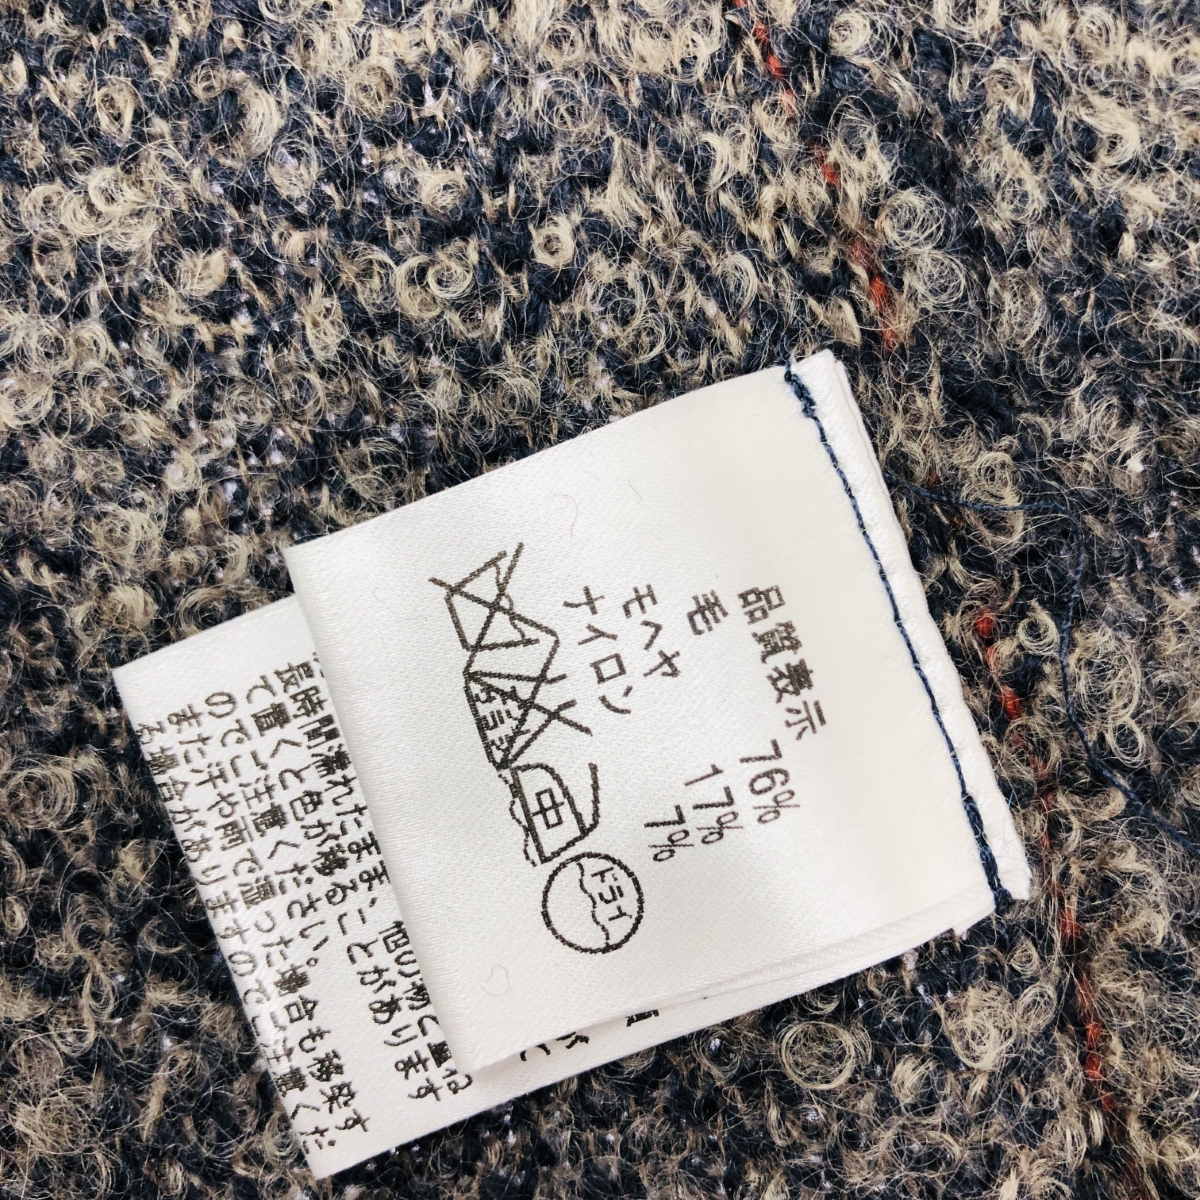 品質表示
毛 76%
モヘヤ 17%
ナイロン 7%
中
ドライ
長時間濡れたまま、他の物と重ね
て置くと色が移ることがあります
のでご注意ください。
また汗や雨で湿った場合も移染す
る場合がありますのでご注意くだ